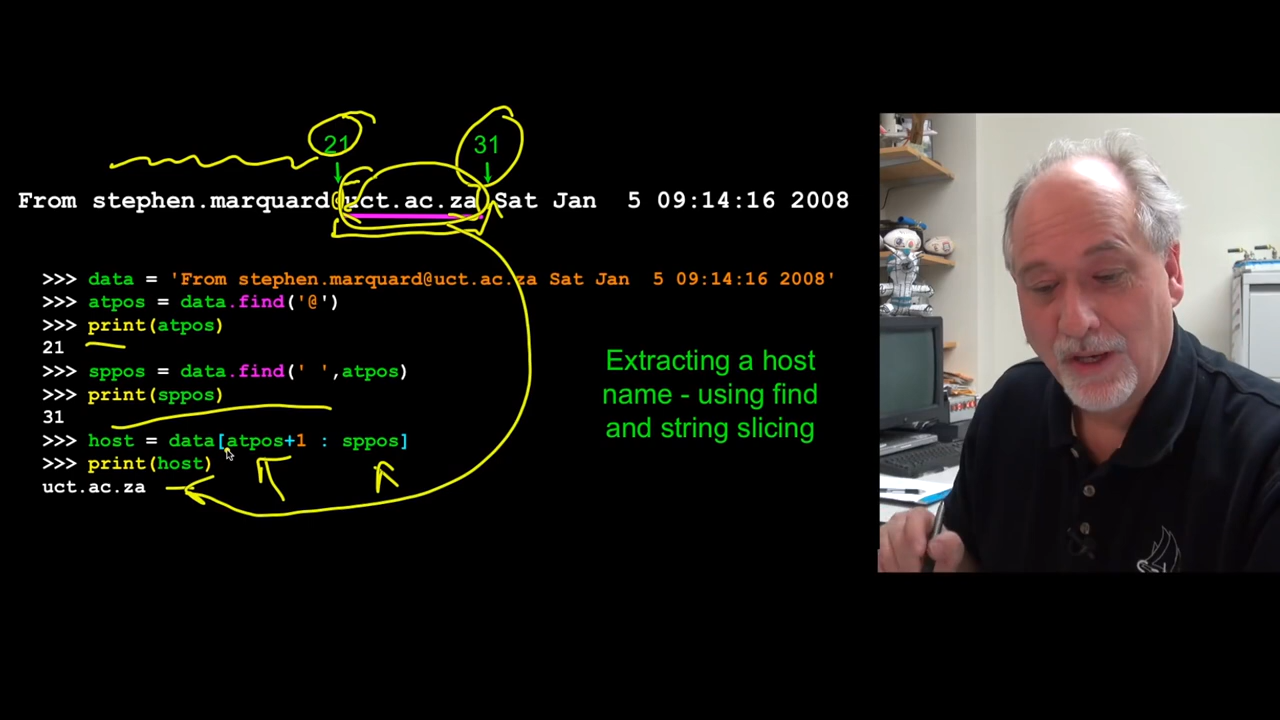 21 31
From stephen.marquard@uct.ac.za Sat Jan  5 09:14:16 2008
>>> data = 'From stephen.marquard@uct.ac.za Sat Jan  5 09:14:16 2008'
>>> atpos = data.find('@')
>>> print(atpos)
21
>>> sppos = data.find(' ',atpos)
>>> print(sppos)
31
>>> host = data[atpos+1 : sppos]
>>> print(host)
uct.ac.za
Extracting a host
name - using find
and string slicing